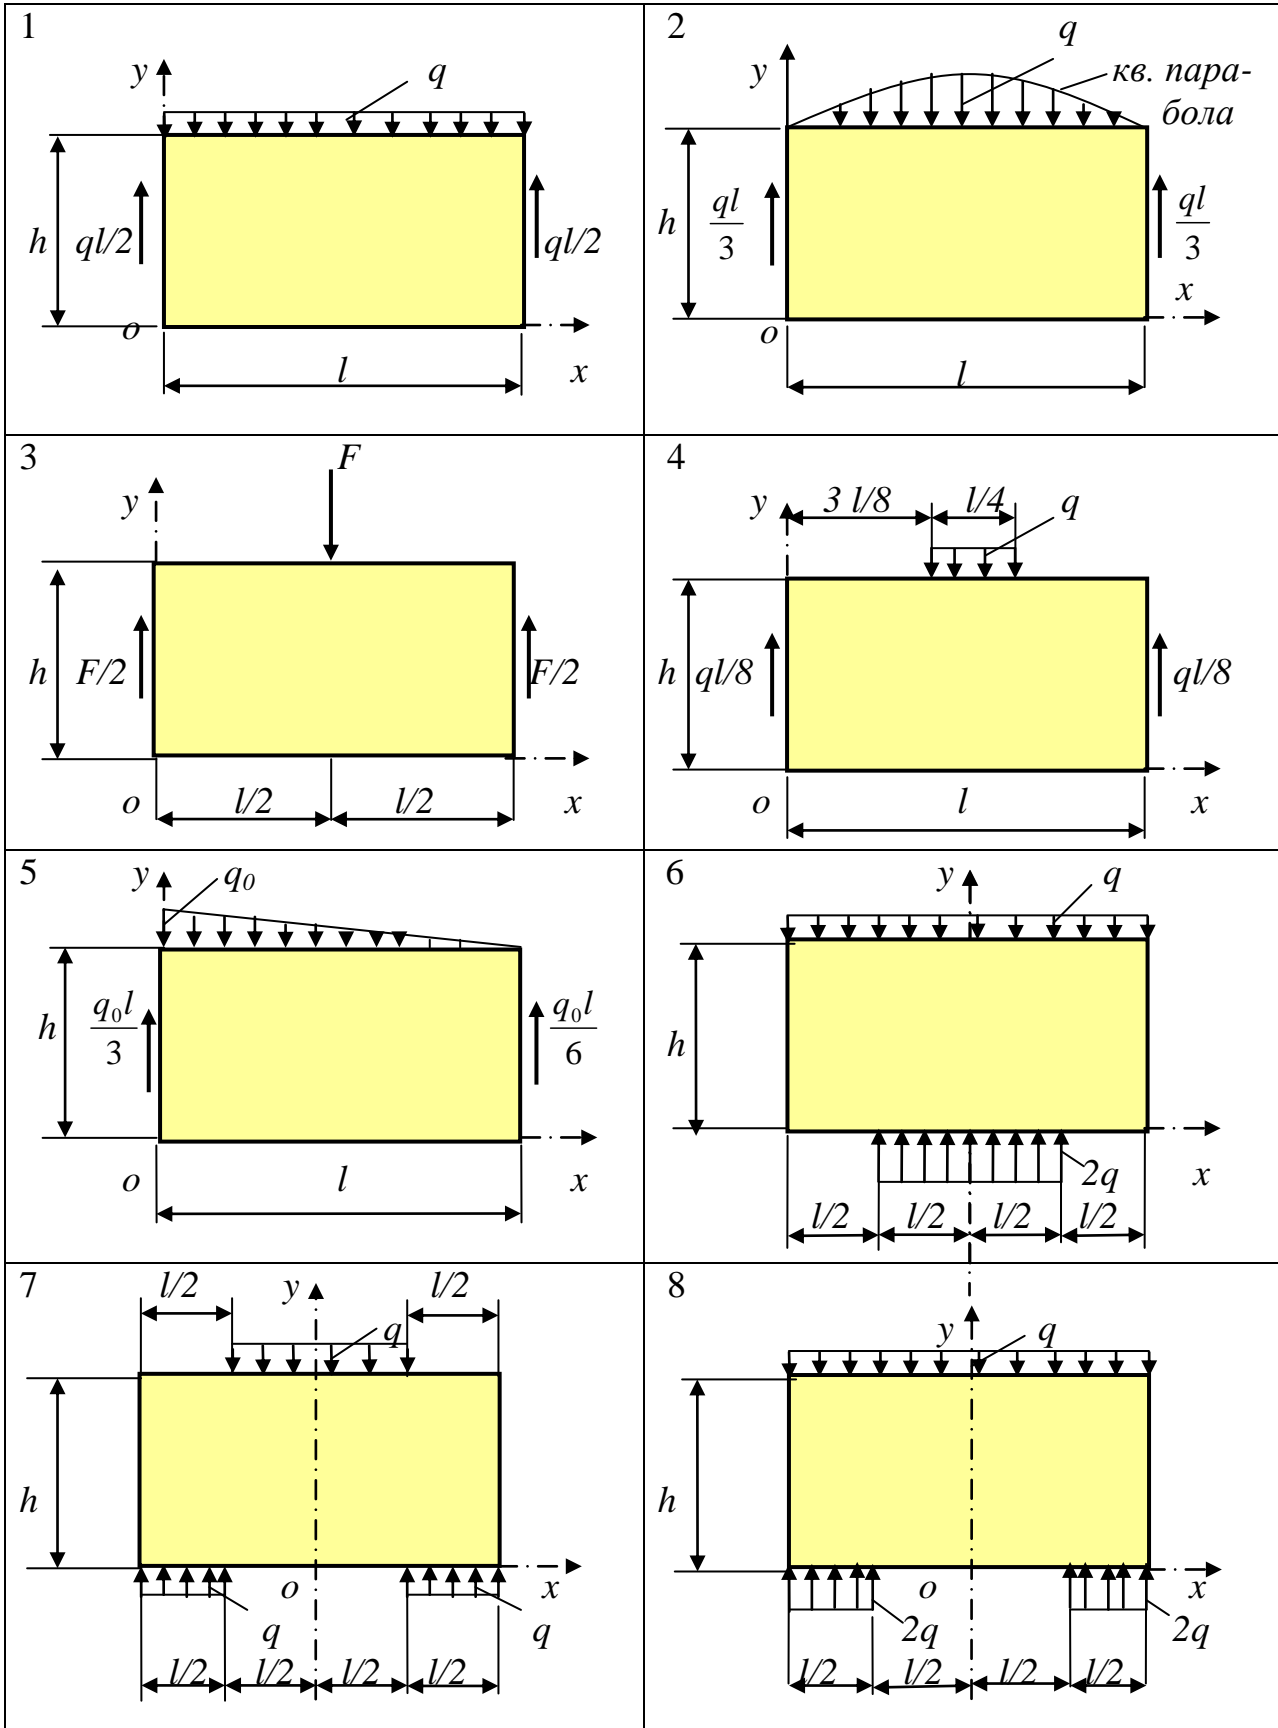 1
y
q
h
ql/2
ql/2
o
l
x
2
q
y
кв. пара-
бола
h
ql
3
ql
3
x
o
l
3
F
y
h
F/2
F/2
o
l/2
l/2
x
4
y
3 l/8
l/4
q
h
ql/8
ql/8
o
l
x
5
y
q₀
h
q₀l
3
q₀l
6
o
l
x
6
y
q
h
2q
x
l/2
l/2
l/2
l/2
7
l/2
y
l/2
q
h
o
x
q
q
l/2
l/2
l/2
l/2
8
y
q
h
o
x
2q
2q
l/2
l/2
l/2
l/2